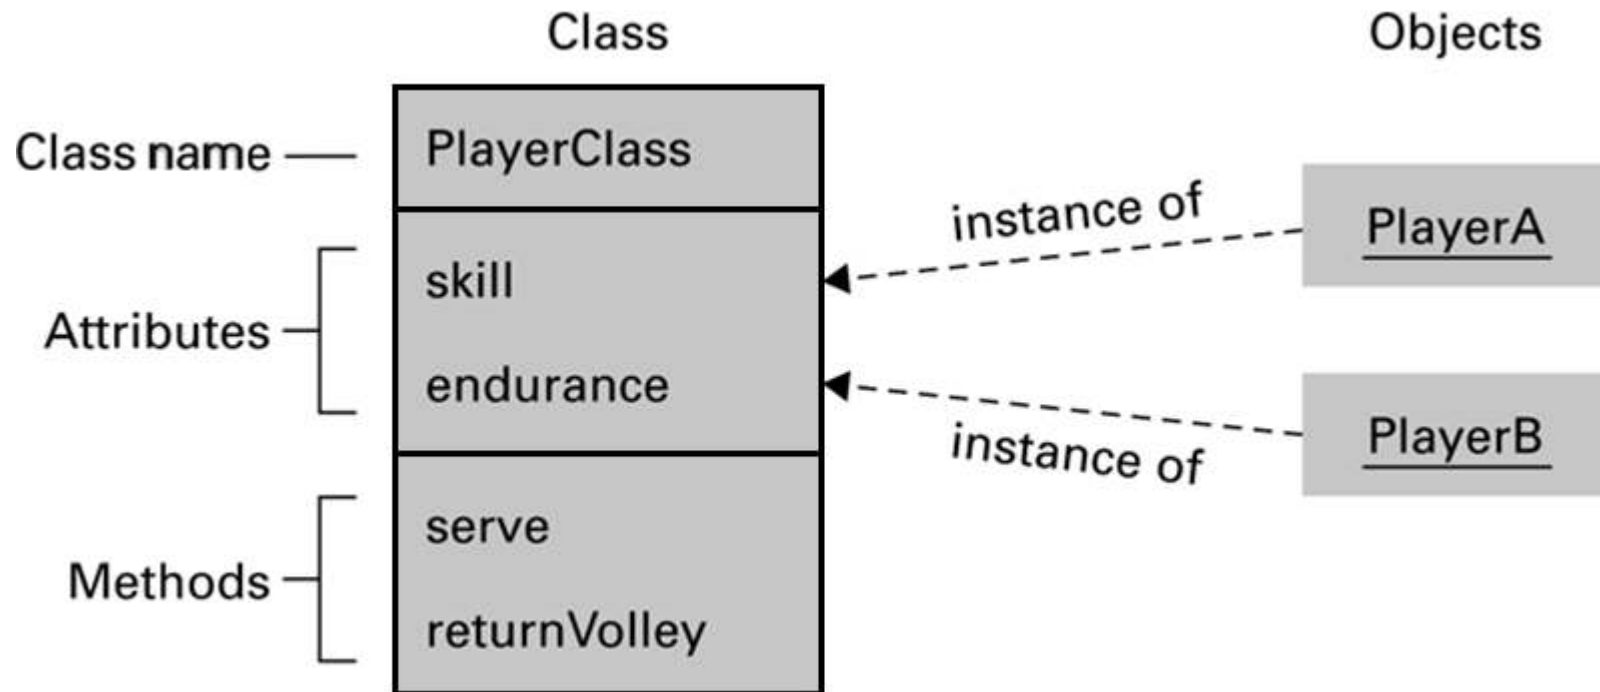 Class
Objects
Class name
PlayerClass
instance of
PlayerA
skill
Attributes
endurance
instance of
PlayerB
serve
Methods
returnVolley